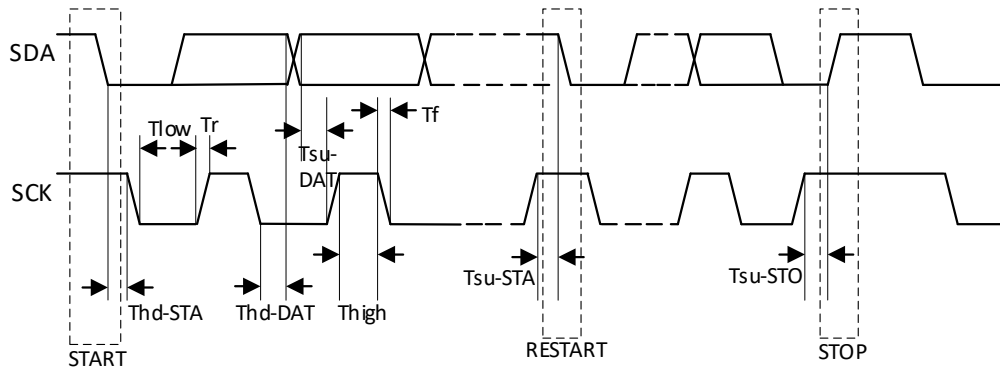 SDA
Tlow
Tr
Tf
Tsu-
DAT
SCK
Thd-STA
Thd-DAT
Thigh
Tsu-STA
Tsu-STO
START
RESTART
STOP